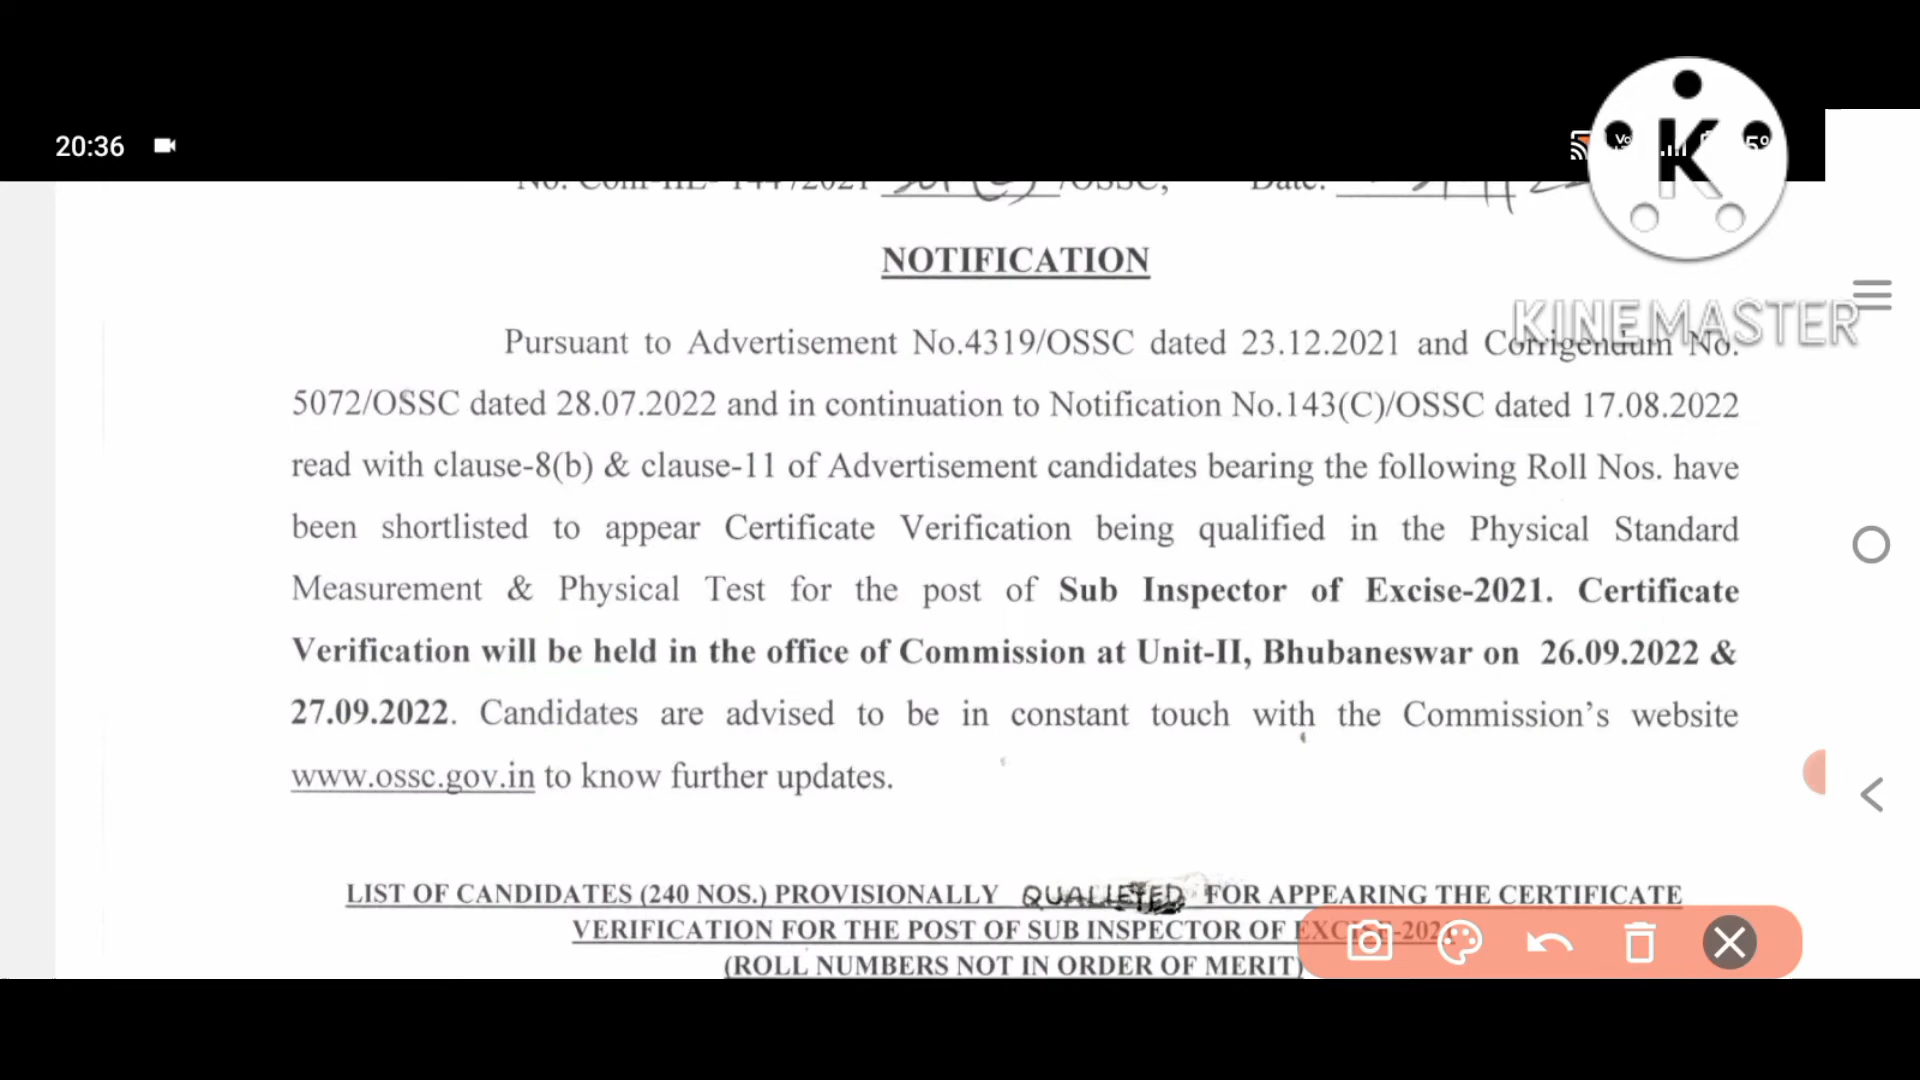 20:36
/OSSC,
NOTIFICATION
KINEMASTER
Pursuant to Advertisement No.4319/OSSC dated 23.12.2021 and Corrigendum No.
5072/OSSC dated 28.07.2022 and in continuation to Notification No.143(C)/OSSC dated 17.08.2022
read with clause-8(b) & clause-11 of Advertisement candidates bearing the following Roll Nos. have
been shortlisted to appear Certificate Verification being qualified in the Physical Standard
Measurement & Physical Test for the post of Sub Inspector of Excise-2021. Certificate
Verification will be held in the office of Commission at Unit-II, Bhubaneswar on 26.09.2022 &
27.09.2022. Candidates are advised to be in constant touch with the Commission's website
www.ossc.gov.in to know further updates.
LIST OF CANDIDATES (240 NOS.) PROVISIONALLY FOR APPEARING THE CERTIFICATE
VERIFICATION FOR THE POST OF SUB INSPECTOR OF EXCISE-202
(ROLL NUMBERS NOT IN ORDER OF MERIT)